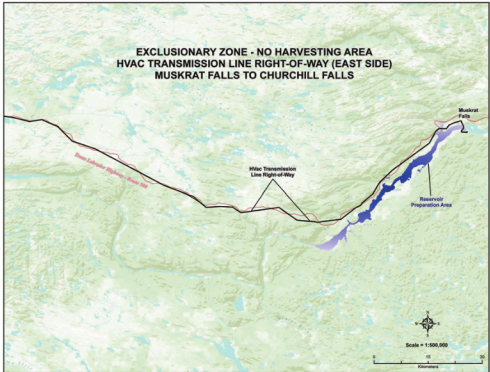 EXCLUSIONARY ZONE - NO HARVESTING AREA
HVAC TRANSMISSION LINE RIGHT-OF-WAY (EAST SIDE)
MUSKRAT FALLS TO CHURCHILL FALLS
Muskrat
Falls
Trans Labrador Highway - Route 500
HVac Transmission
Line Right-of-Way
Reservoir
Preparation Area
N
W
E
S
Scale = 1:500,000
0
Kilometers